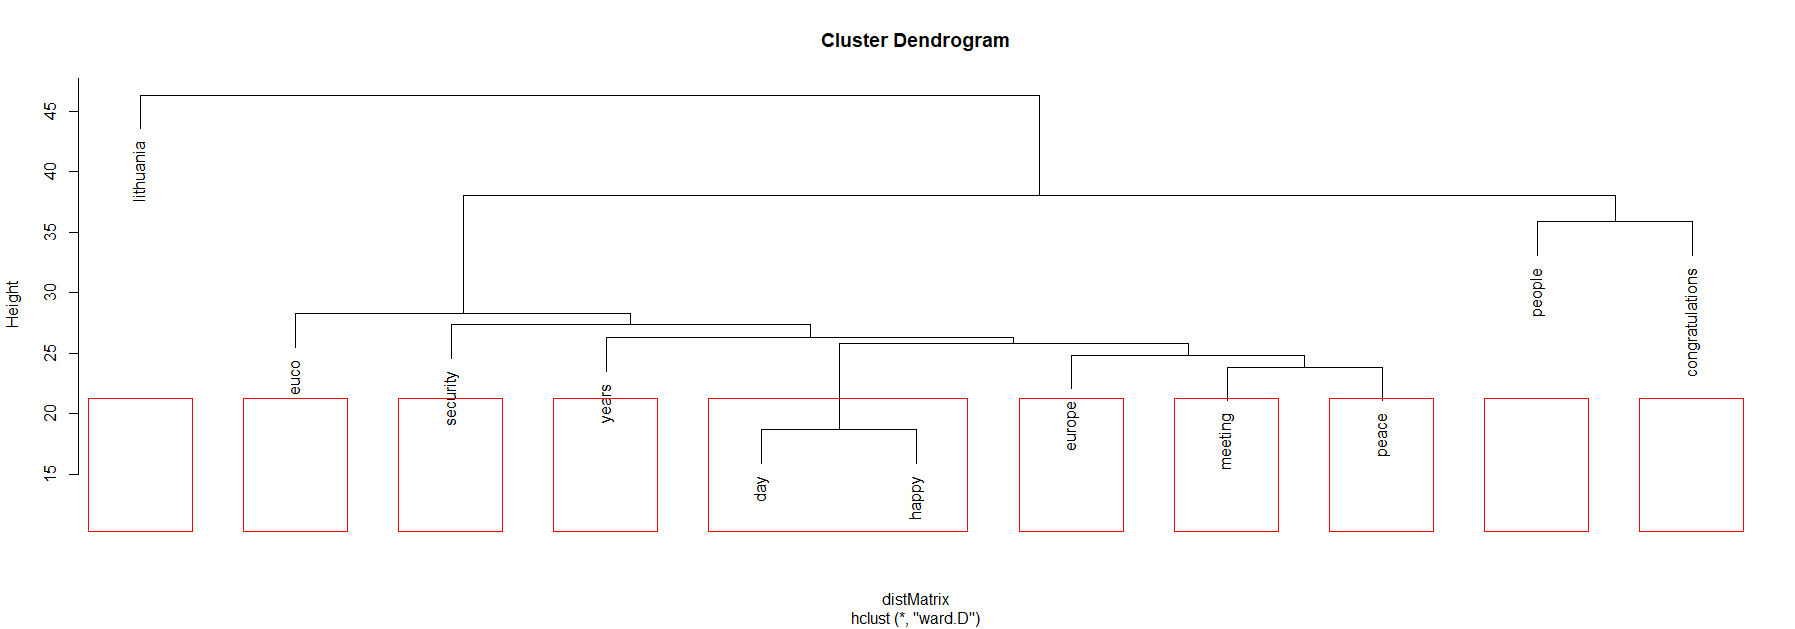 Cluster Dendrogram
Height
45
40
35
30
25
20
15
lithuania
euco
security
years
day
happy
europe
meeting
peace
people
congratulations
distMatrix
hclust (*, "ward.D")